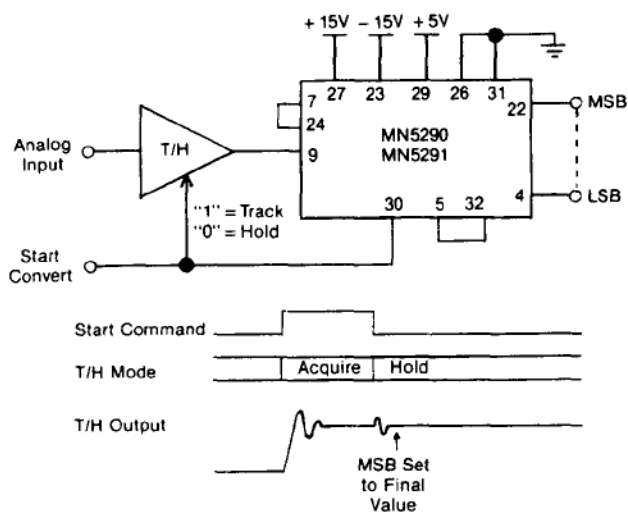 + 15V - 15V + 5V
27 23 29 26 31
7
24
9
22
MSB
MN5290
MN5291
Analog
Input
T/H
30
5
32
4
LSB
"1" = Track
"0" = Hold
Start
Convert
Start Command
T/H Mode
Acquire
Hold
T/H Output
MSB Set
to Final
Value